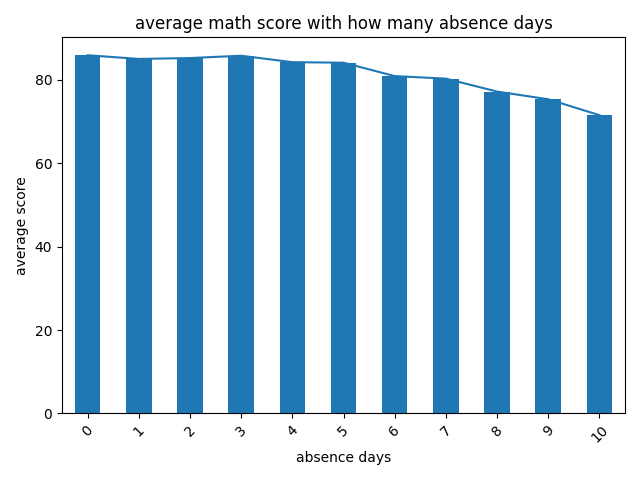 average math score with how many absence days
average score
80
60
40
20
0
0 1 2 3 4 5 6 7 8 9 10
absence days